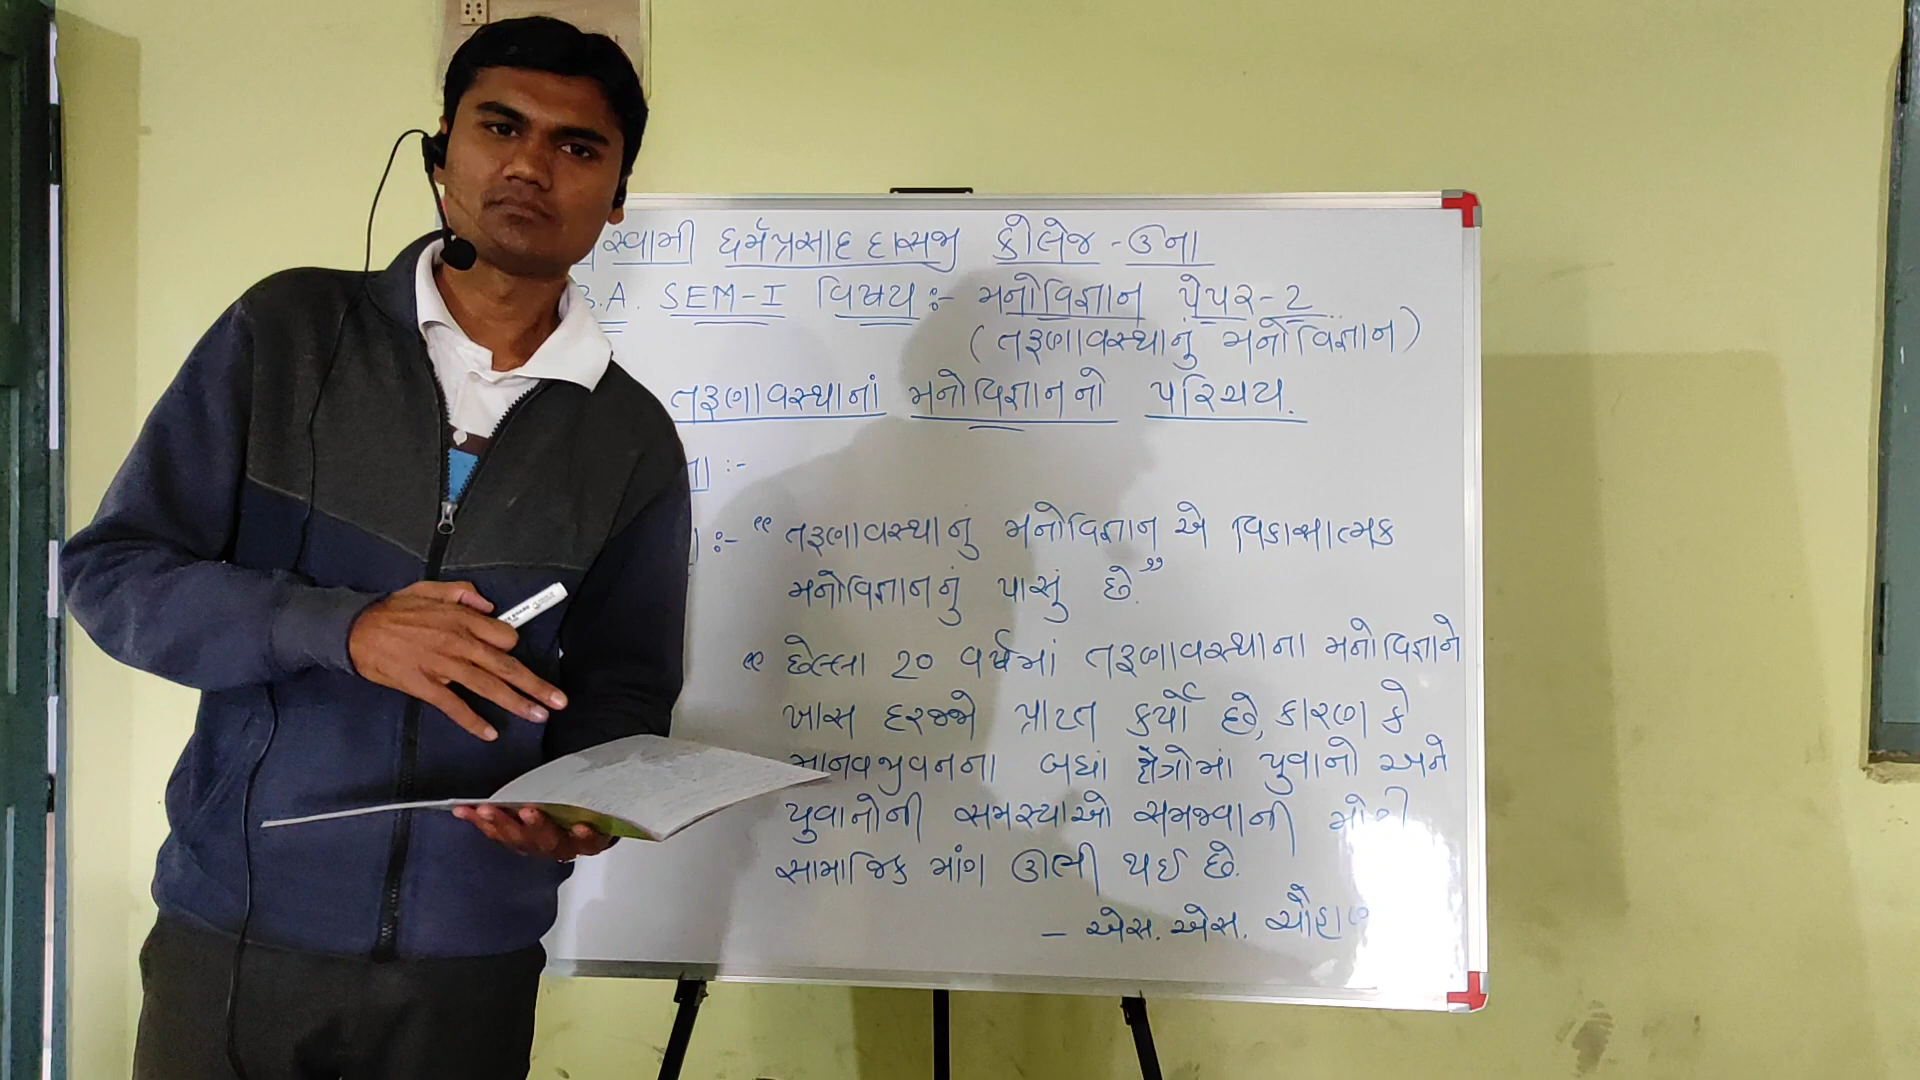 સ્વામી ધર્મપ્રસાદ દાસજી કોલેજ - ઉના
B.A. SEM-I વિષય :- મનોવિજ્ઞાન પેપર-2
(તરૂણાવસ્થાનું મનોવિજ્ઞાન)
તરૂણાવસ્થાનાં મનોવિજ્ઞાનનો પરિચય.
:-
:- “તરૂણાવસ્થાનું મનોવિજ્ઞાન એ વિકાસાત્મક
મનોવિજ્ઞાનનું પાસું છે.”
“છેલ્લા ૨૦ વર્ષમાં તરૂણાવસ્થાના મનોવિજ્ઞાને
ખાસ દરજ્જો પ્રાપ્ત કર્યો છે, કારણ કે
માનવજીવનના બધાં ક્ષેત્રોમાં યુવાનો અને
યુવાનોની સમસ્યાઓ સમજવાની મોટી
સામાજિક માંગ ઊભી થઈ છે.
- એસ. એસ. ચૌહાણ